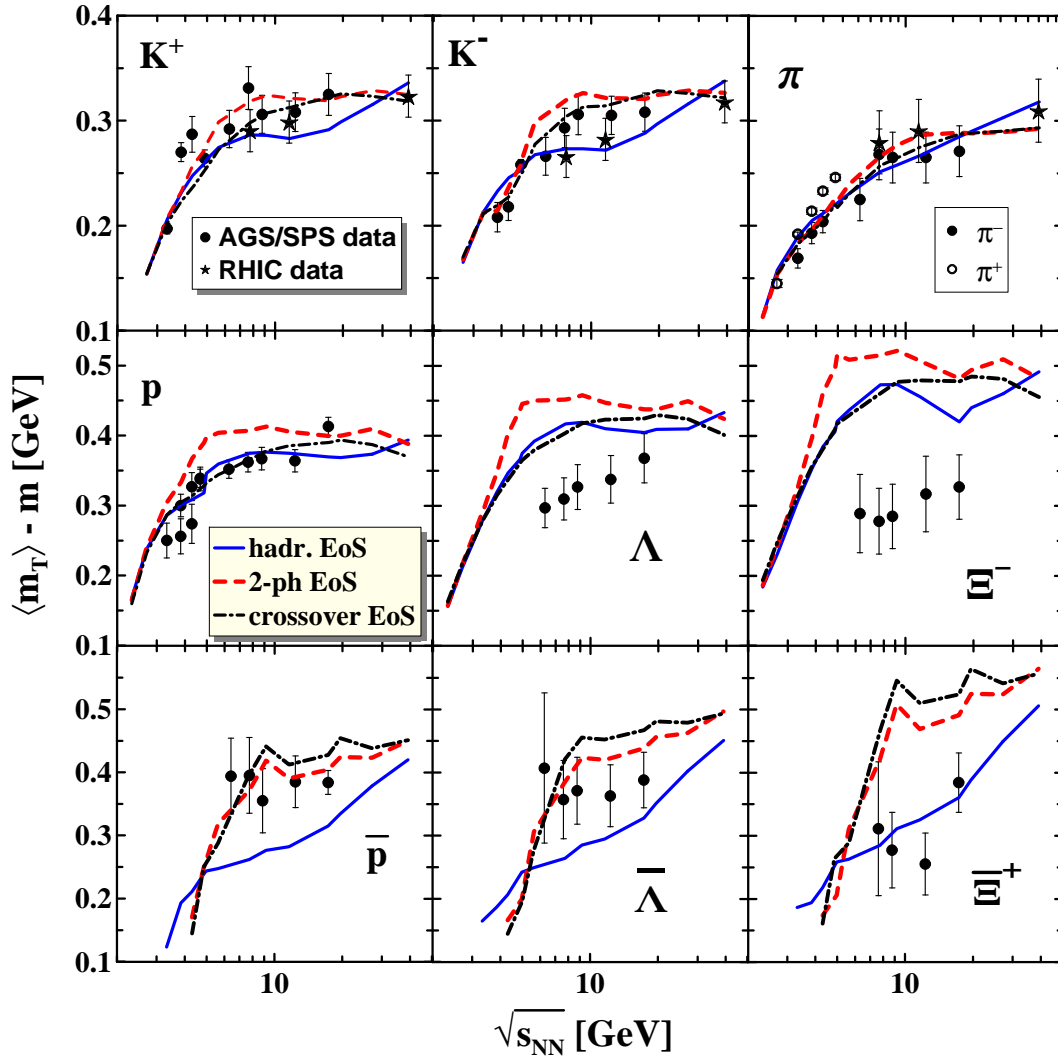 K⁺
K⁻
π
0.4
0.3
0.2
0.1
AGS/SPS data
RHIC data
π⁻
π⁺
p
Λ
Ξ⁻
0.5
0.4
0.3
0.2
0.1
hadr. EoS
2-ph EoS
crossover EoS
⟨m_T⟩ - m [GeV]
p̅
Λ̅
Ξ̅⁺
0.5
0.4
0.3
0.2
0.1
10
10
10
√s_NN [GeV]